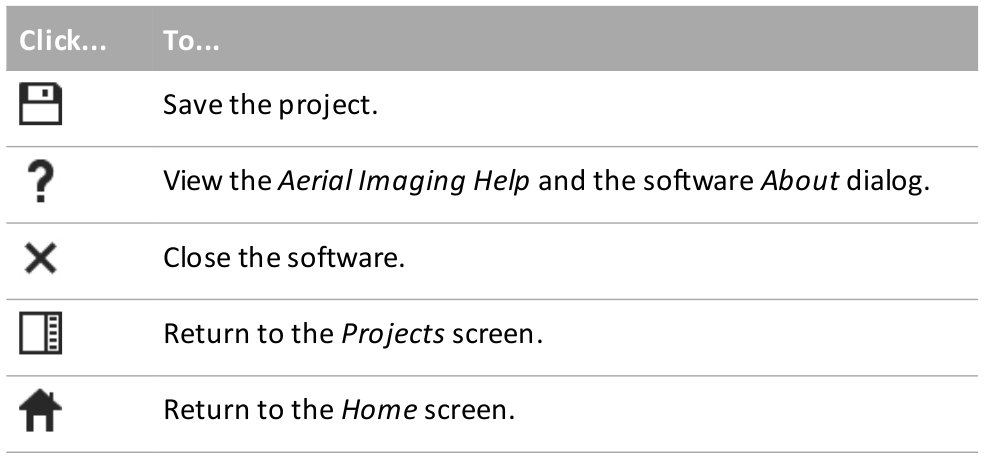 Click... To...
Save the project.
? View the Aerial Imaging Help and the software About dialog.
Close the software.
Return to the Projects screen.
Return to the Home screen.